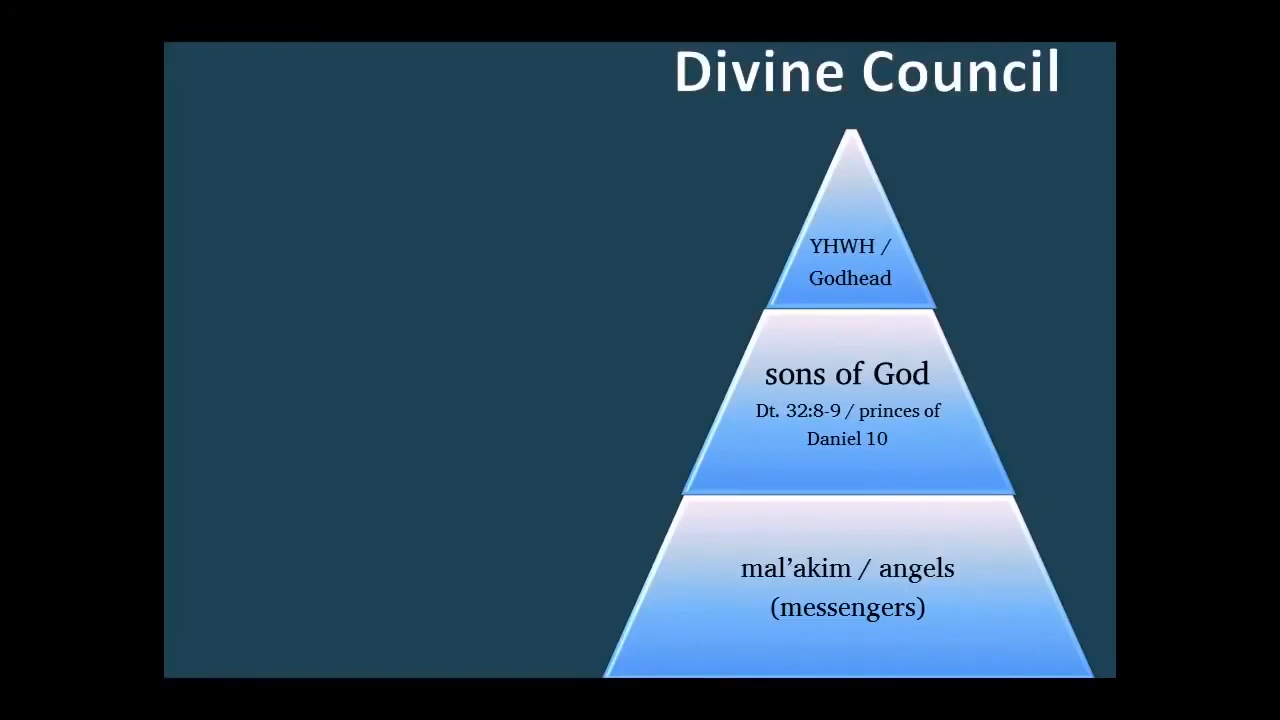 Divine Council
YHWH /
Godhead
sons of God
Dt. 32:8-9 / princes of
Daniel 10
mal’akim / angels
(messengers)